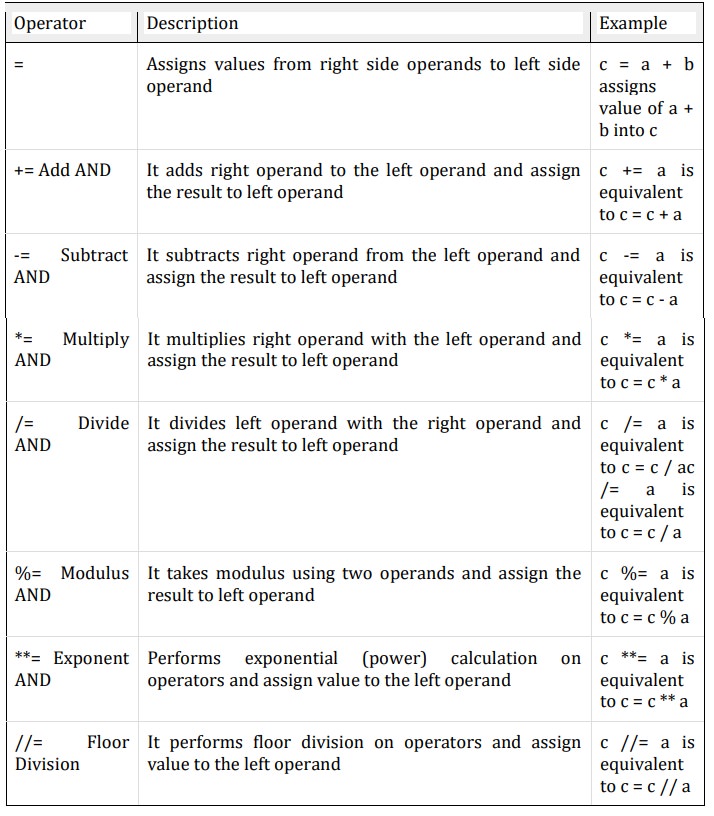 Operator Description Example
= Assigns values from right side operands to left side c = a + b
operand assigns
value of a +
b into c
+= Add AND It adds right operand to the left operand and assign c += a is
the result to left operand equivalent
to c = c + a
-= Subtract It subtracts right operand from the left operand and c -= a is
AND assign the result to left operand equivalent
to c = c - a
*= Multiply It multiplies right operand with the left operand and c *= a is
AND assign the result to left operand equivalent
to c = c * a
/= Divide It divides left operand with the right operand and c /= a is
AND assign the result to left operand equivalent
to c = c / ac
/= a is
equivalent
to c = c / a
%= Modulus It takes modulus using two operands and assign the c %= a is
AND result to left operand equivalent
to c = c % a
**= Exponent Performs exponential (power) calculation on c **= a is
AND operators and assign value to the left operand equivalent
to c = c ** a
//= Floor It performs floor division on operators and assign c //= a is
Division value to the left operand equivalent
to c = c // a